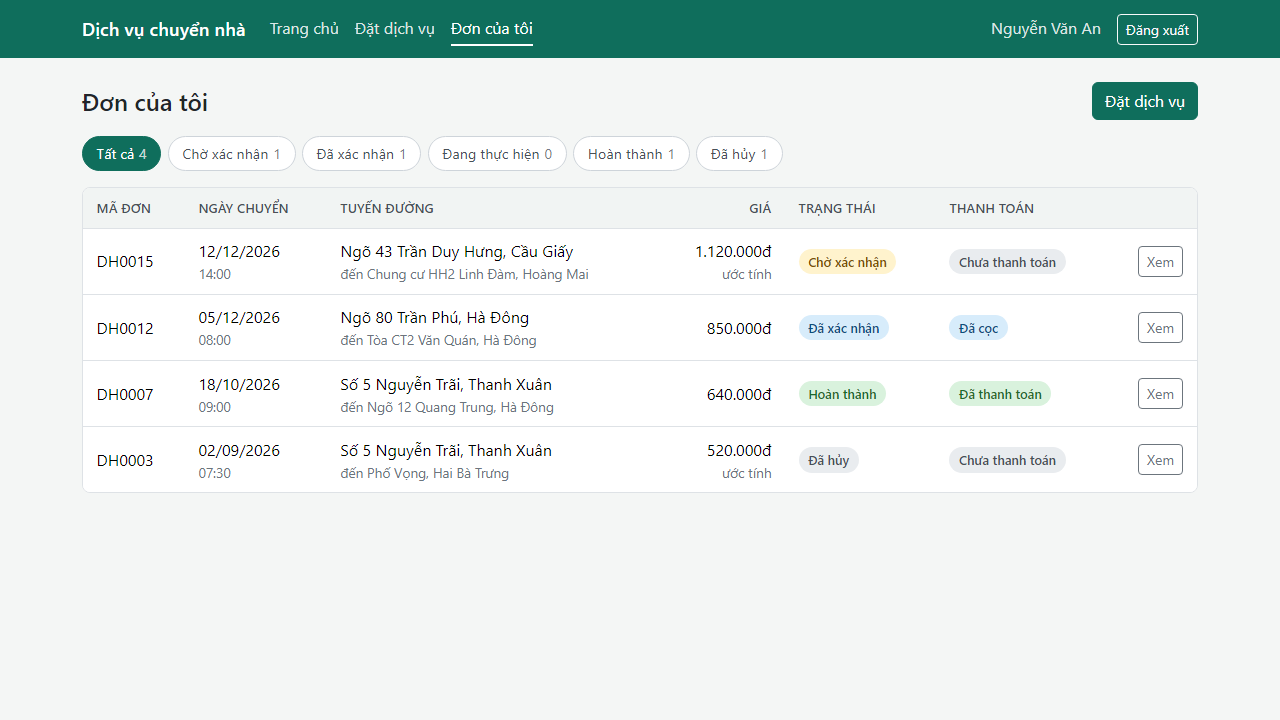 Dịch vụ chuyển nhà Trang chủ Đặt dịch vụ Đơn của tôi Nguyễn Văn An Đăng xuất
Đơn của tôi Đặt dịch vụ
Tất cả 4 Chờ xác nhận 1 Đã xác nhận 1 Đang thực hiện 0 Hoàn thành 1 Đã hủy 1
MÃ ĐƠN NGÀY CHUYỂN TUYẾN ĐƯỜNG GIÁ TRẠNG THÁI THANH TOÁN
DH0015 12/12/2026 Ngõ 43 Trần Duy Hưng, Cầu Giấy 1.120.000đ Chờ xác nhận Chưa thanh toán Xem
14:00 đến Chung cư HH2 Linh Đàm, Hoàng Mai ước tính
DH0012 05/12/2026 Ngõ 80 Trần Phú, Hà Đông 850.000đ Đã xác nhận Đã cọc Xem
08:00 đến Tòa CT2 Văn Quán, Hà Đông
DH0007 18/10/2026 Số 5 Nguyễn Trãi, Thanh Xuân 640.000đ Hoàn thành Đã thanh toán Xem
09:00 đến Ngõ 12 Quang Trung, Hà Đông
DH0003 02/09/2026 Số 5 Nguyễn Trãi, Thanh Xuân 520.000đ Đã hủy Chưa thanh toán Xem
07:30 đến Phố Vọng, Hai Bà Trưng ước tính